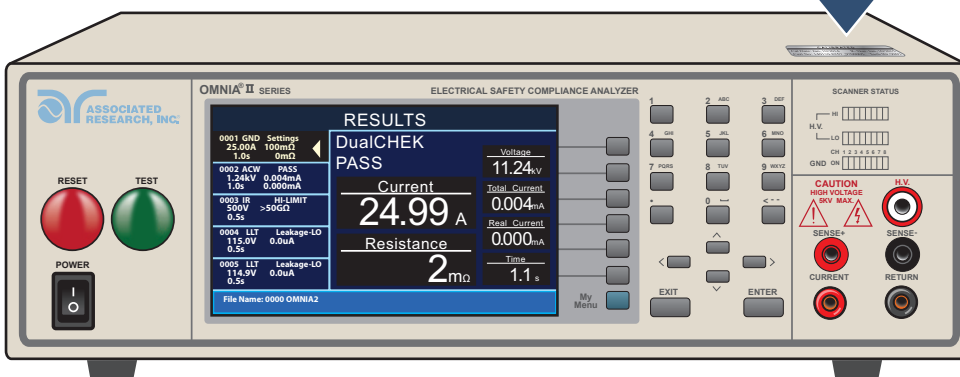 ASSOCIATED
RESEARCH, INC.
RESET
TEST
POWER
OMNIA® II SERIES
ELECTRICAL SAFETY COMPLIANCE ANALYZER
RESULTS
0001 GND Settings
25.00A 100mΩ
1.0s 0mΩ
0002 ACW PASS
1.24kV 0.004mA
1.0s 0.000mA
0003 IR HI-LIMIT
500V >50GΩ
0.5s
0004 LLT Leakage-LO
115.0V 0.0uA
0.5s
0005 LLT Leakage-LO
114.9V 0.0uA
0.5s
DualCHEK
PASS
Current
24.99 A
Resistance
2mΩ
Voltage
11.24kV
Total Current
0.004mA
Real Current
0.000mA
Time
1.1 s
File Name: 0000 OMNIA2
My
Menu
1
2 ABC
3 DEF
4 GHI
5 JKL
6 MNO
7 PQRS
8 TUV
9 WXYZ
.
0
< - -
EXIT
ENTER
SCANNER STATUS
HI
H.V.
LO
CH 1 2 3 4 5 6 7 8
GND ON
CAUTION
HIGH VOLTAGE
5KV MAX.
H.V.
SENSE+
SENSE-
CURRENT
RETURN